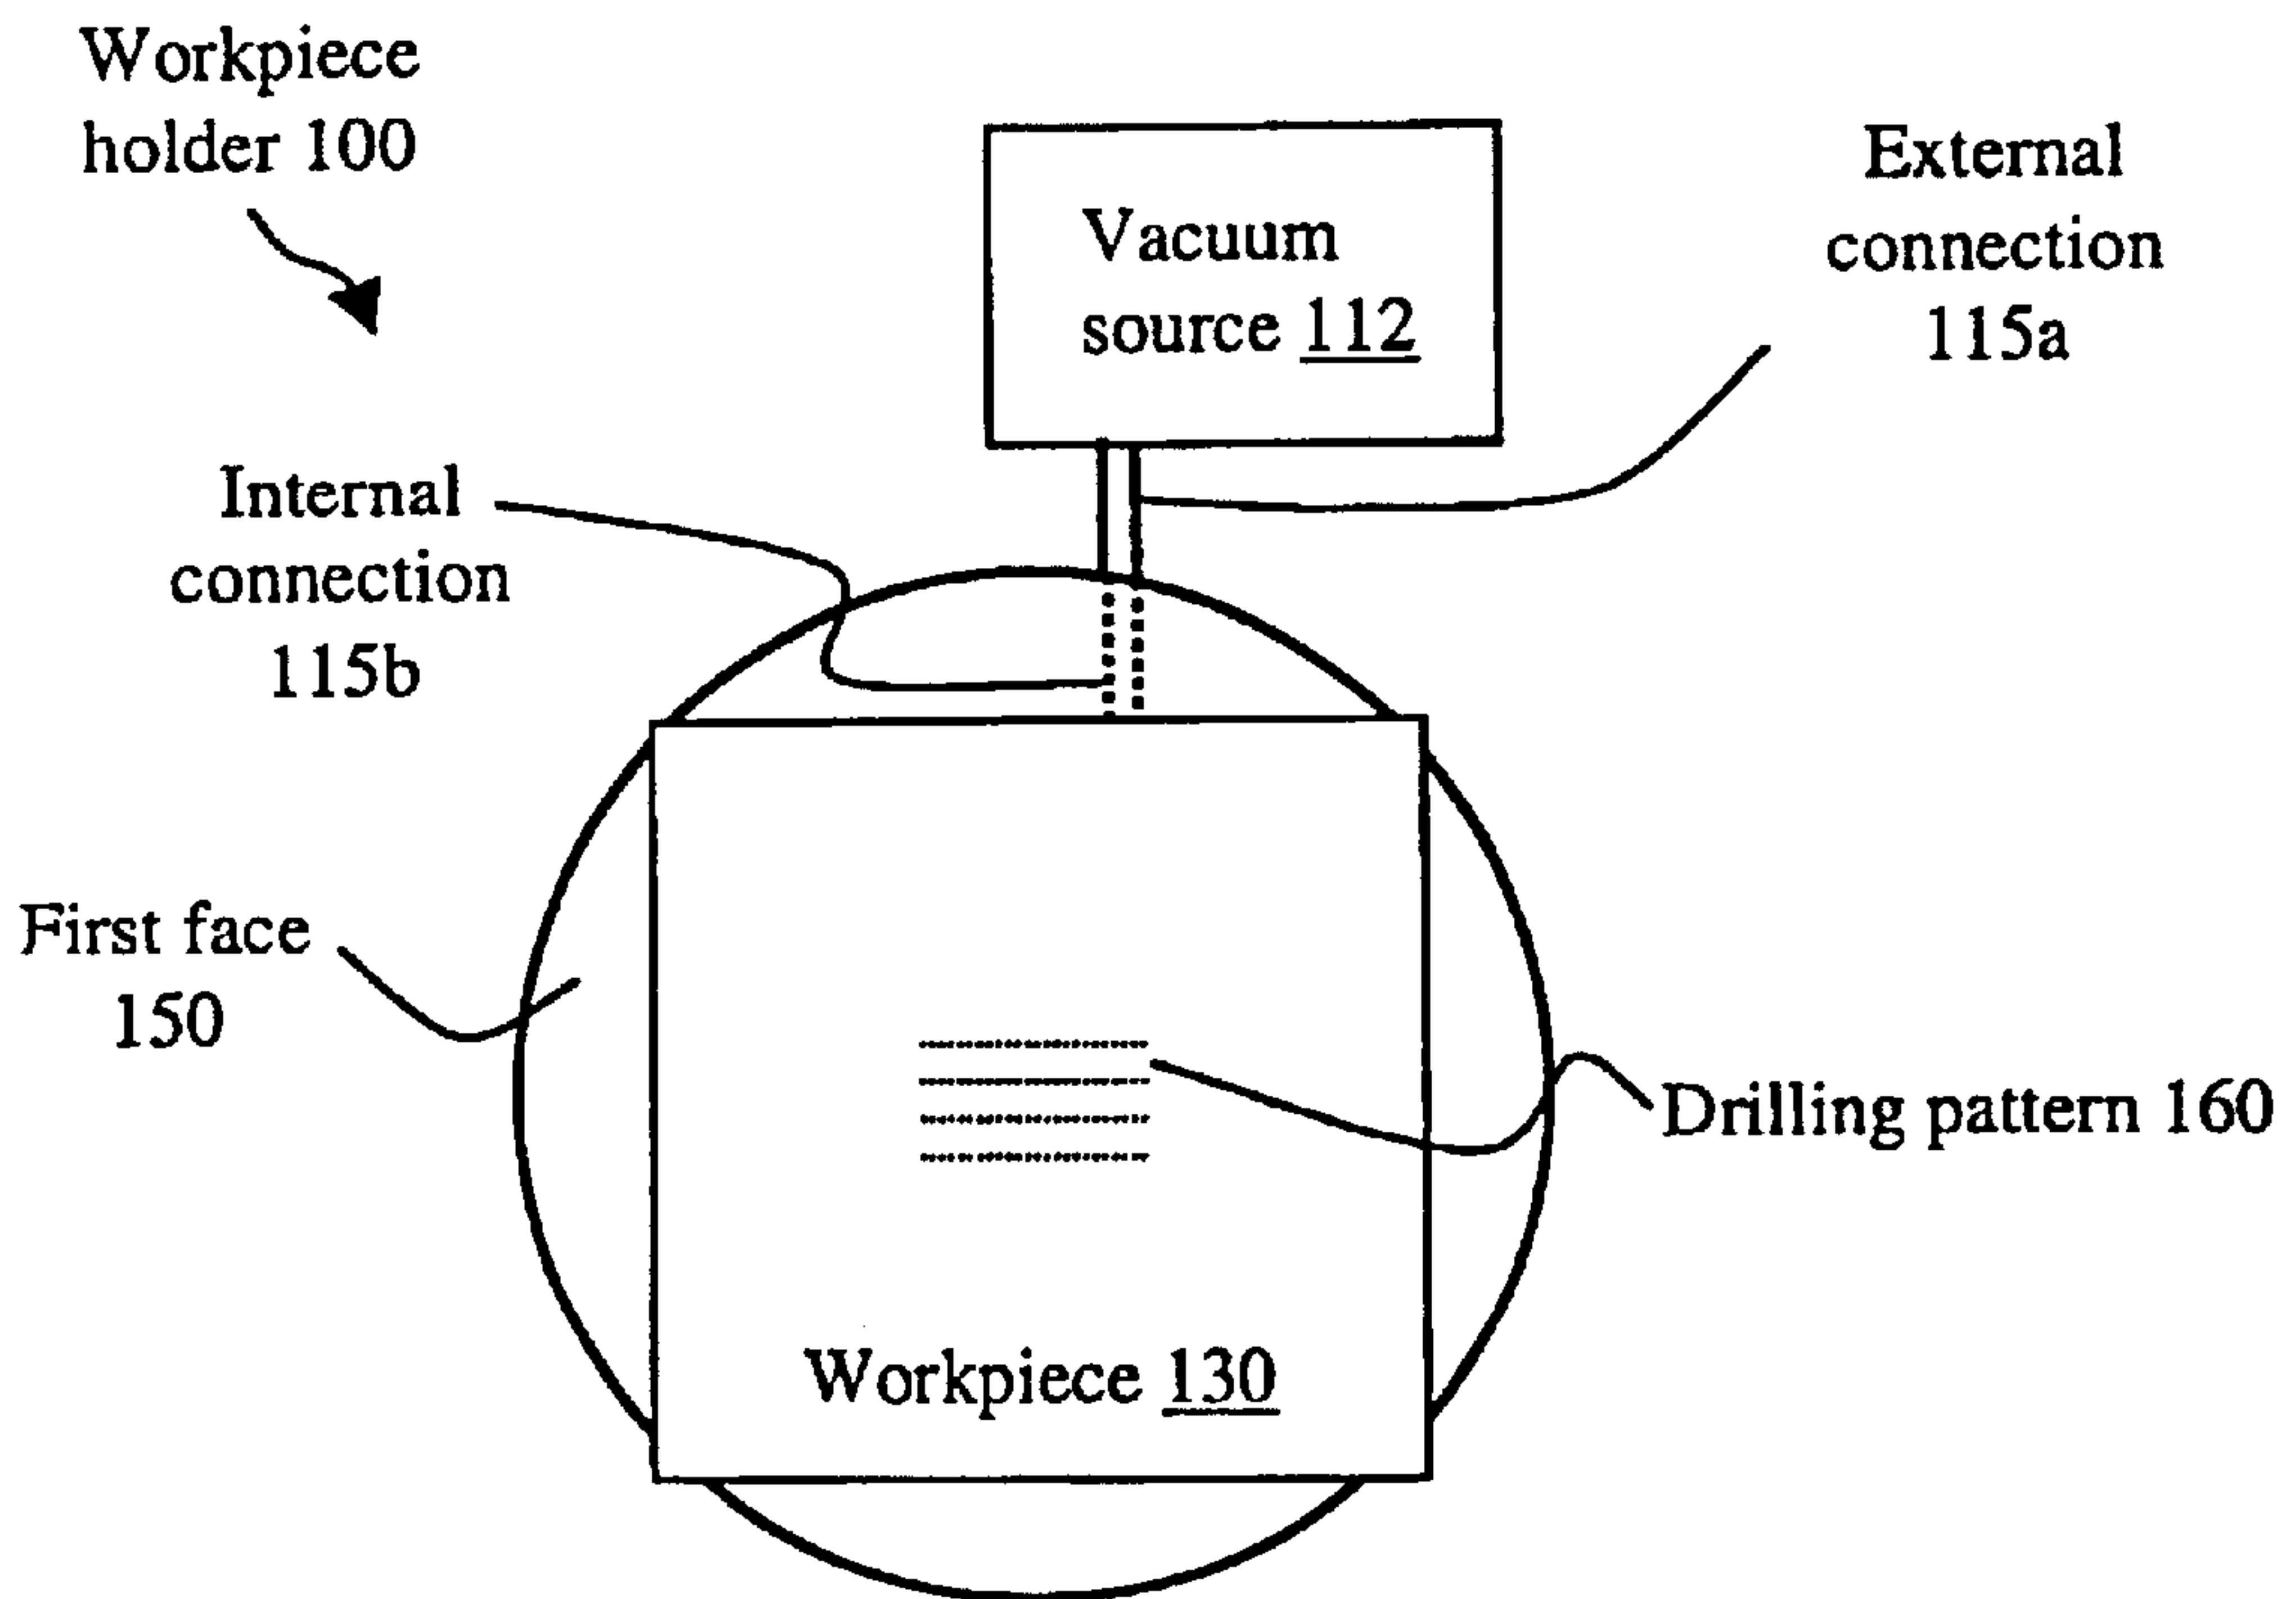 Workpiece
holder 100
Vacuum
source 112
External
connection
115a
Internal
connection
115b
First face
150
Drilling pattern 160
Workpiece 130